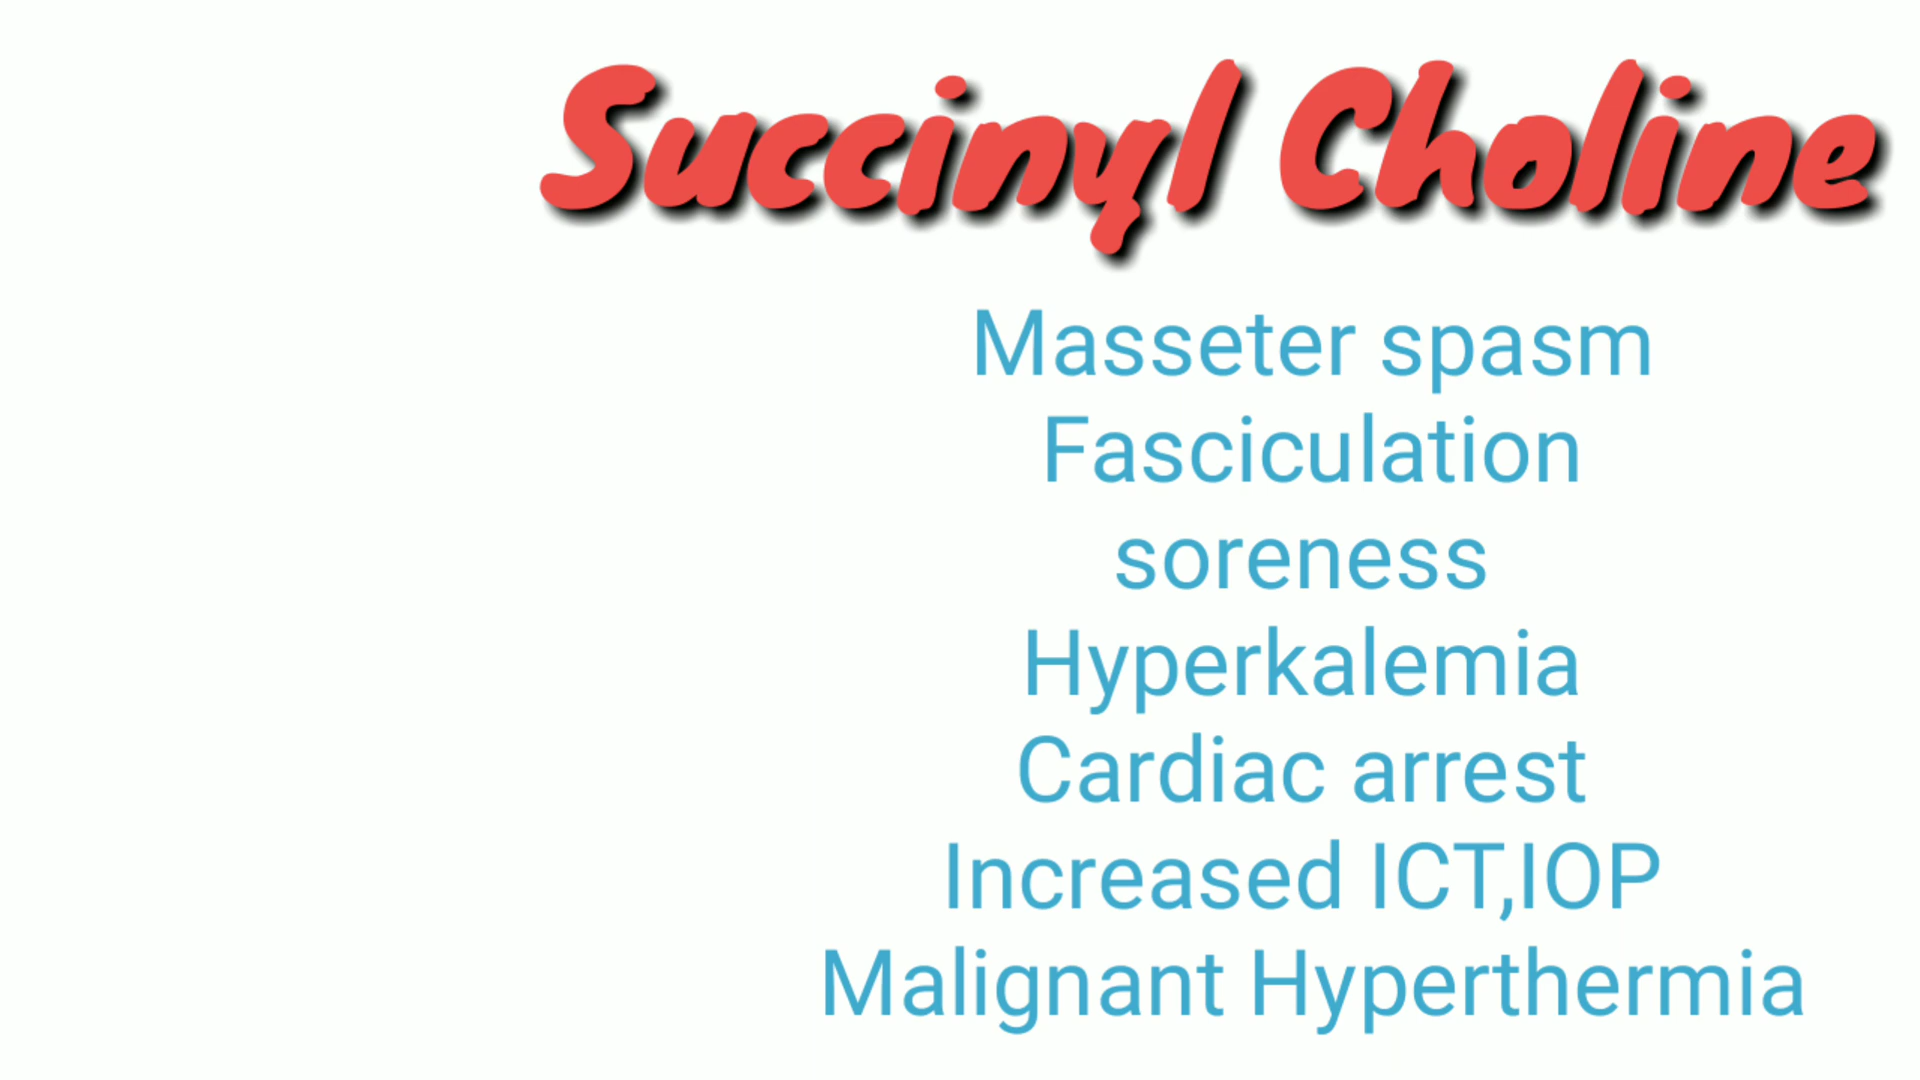 Succinyl Choline
Masseter spasm
Fasciculation
soreness
Hyperkalemia
Cardiac arrest
Increased ICT,IOP
Malignant Hyperthermia